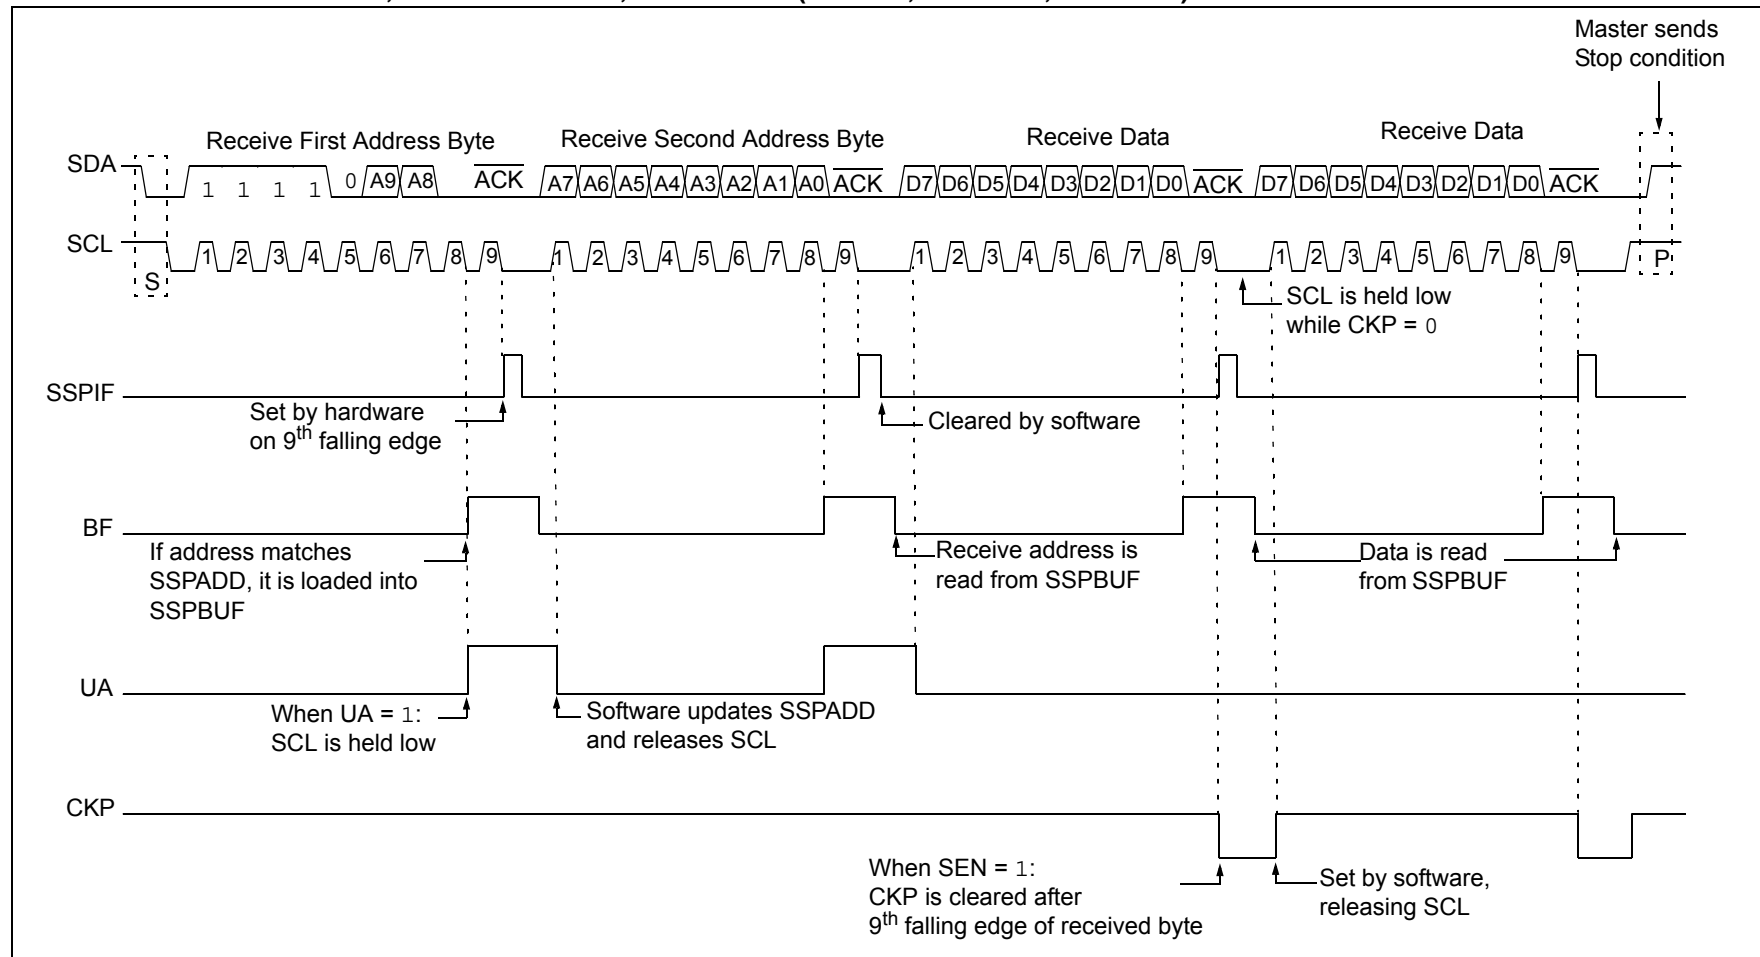 Master sends
Stop condition
Receive First Address Byte
Receive Second Address Byte
Receive Data
Receive Data
SDA
1 1 1 1 0 A9 A8 ACK A7 A6 A5 A4 A3 A2 A1 A0 ACK D7 D6 D5 D4 D3 D2 D1 D0 ACK D7 D6 D5 D4 D3 D2 D1 D0 ACK
SCL
S 1 2 3 4 5 6 7 8 9 1 2 3 4 5 6 7 8 9 1 2 3 4 5 6 7 8 9 1 2 3 4 5 6 7 8 9 P
SCL is held low
while CKP = 0
SSPIF
Set by hardware
on 9th falling edge
Cleared by software
BF
If address matches
SSPADD, it is loaded into
SSPBUF
Receive address is
read from SSPBUF
Data is read
from SSPBUF
UA
When UA = 1:
SCL is held low
Software updates SSPADD
and releases SCL
CKP
When SEN = 1:
CKP is cleared after
9th falling edge of received byte
Set by software,
releasing SCL